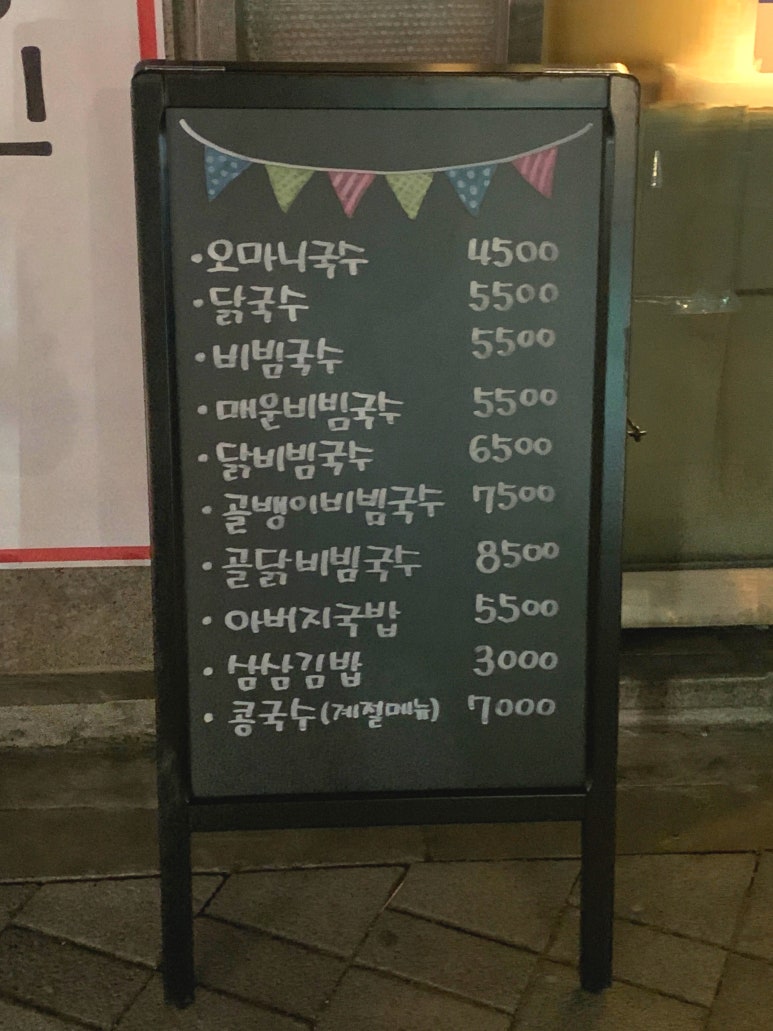 ·오마니국수 4500
·닭국수 5500
·비빔국수 5500
·매운비빔국수 5500
·닭비빔국수 6500
·골뱅이비빔국수 7500
·골닭비빔국수 8500
·아버지국밥 5500
·삼삼김밥 3000
·콩국수(계절메뉴) 7000